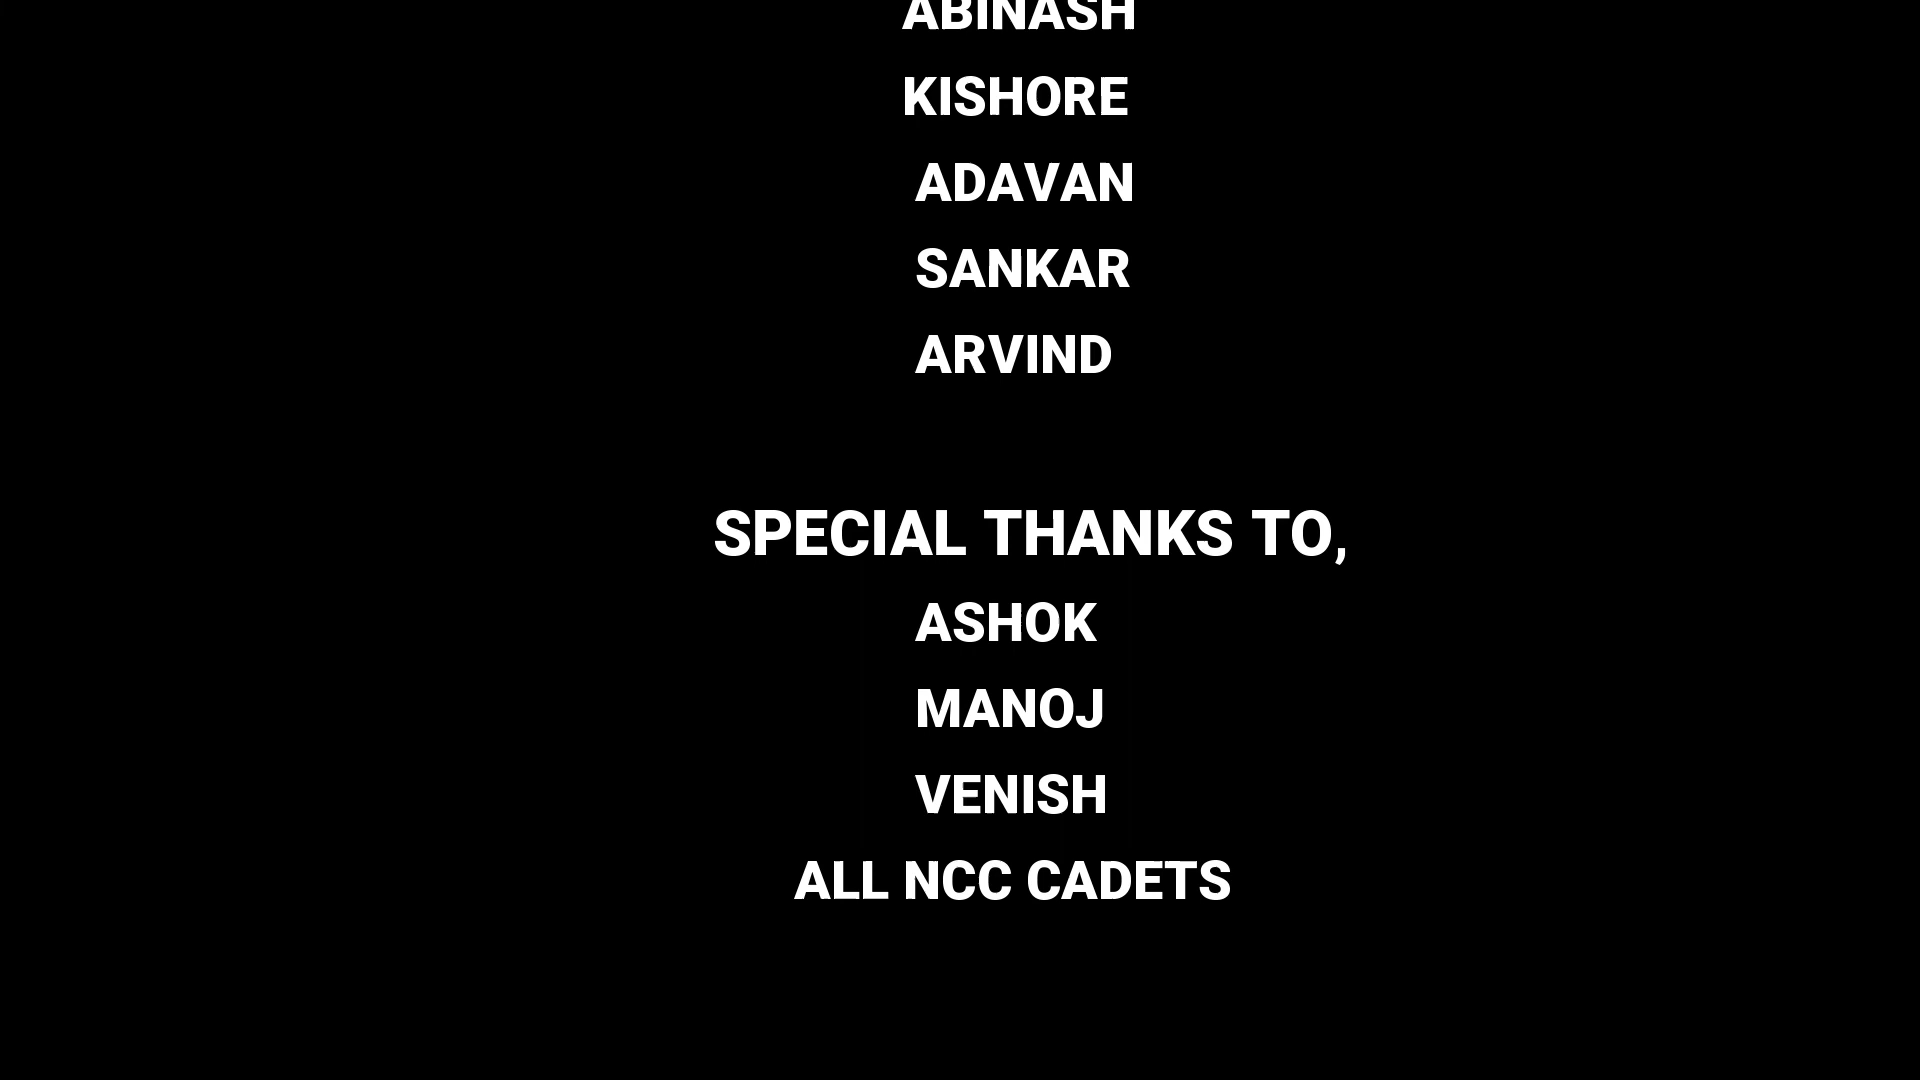 ABINASH
KISHORE
ADAVAN
SANKAR
ARVIND
SPECIAL THANKS TO,
ASHOK
MANOJ
VENISH
ALL NCC CADETS